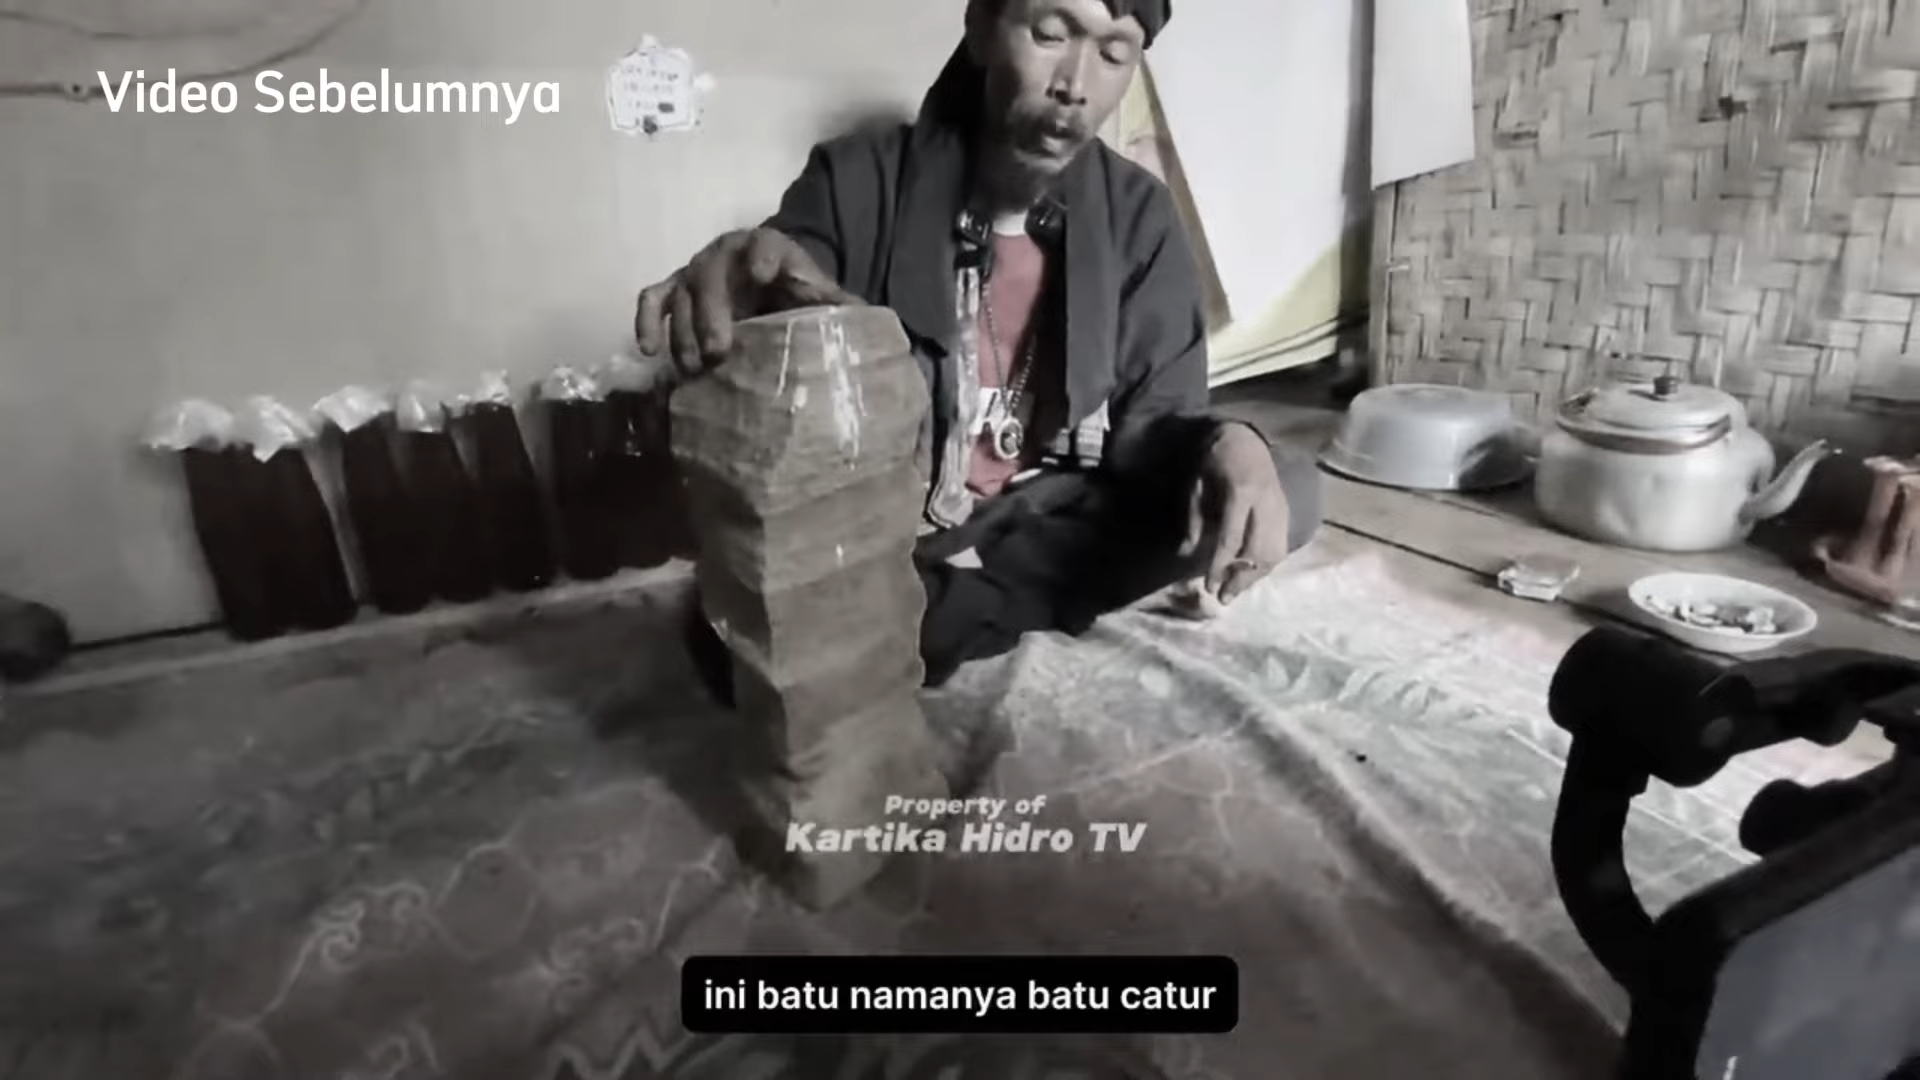 Video Sebelumnya
Property of
Kartika Hidro TV
ini batu namanya batu catur